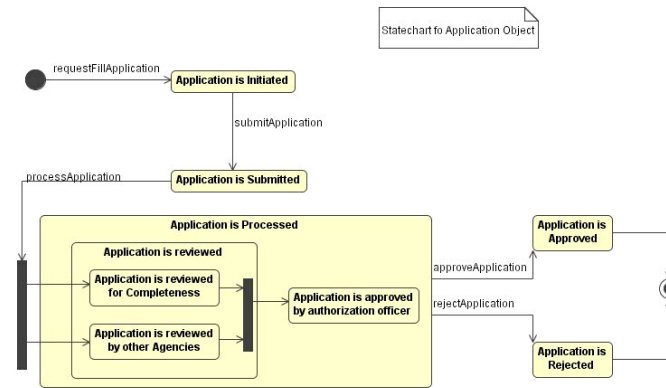 Statechart fo Application Object
requestFillApplication
Application is Initiated
submitApplication
processApplication
Application is Submitted
Application is Processed
Application is reviewed
Application is reviewed
for Completeness
Application is reviewed
by other Agencies
Application is approved
by authorization officer
approveApplication
rejectApplication
Application is
Approved
Application is
Rejected